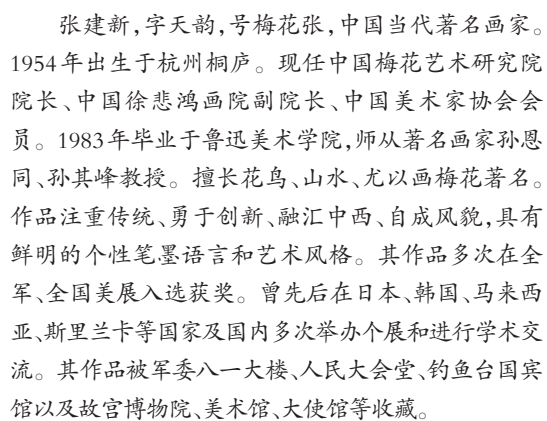 张建新,字天韵,号梅花张,中国当代著名画家。
1954年出生于杭州桐庐。现任中国梅花艺术研究院
院长、中国徐悲鸿画院副院长、中国美术家协会会
员。1983年毕业于鲁迅美术学院,师从著名画家孙恩
同、孙其峰教授。擅长花鸟、山水、尤以画梅花著名。
作品注重传统、勇于创新、融汇中西、自成风貌,具有
鲜明的个性笔墨语言和艺术风格。其作品多次在全
军、全国美展入选获奖。曾先后在日本、韩国、马来西
亚、斯里兰卡等国家及国内多次举办个展和进行学术交
流。其作品被军委八一大楼、人民大会堂、钓鱼台国宾
馆以及故宫博物院、美术馆、大使馆等收藏。